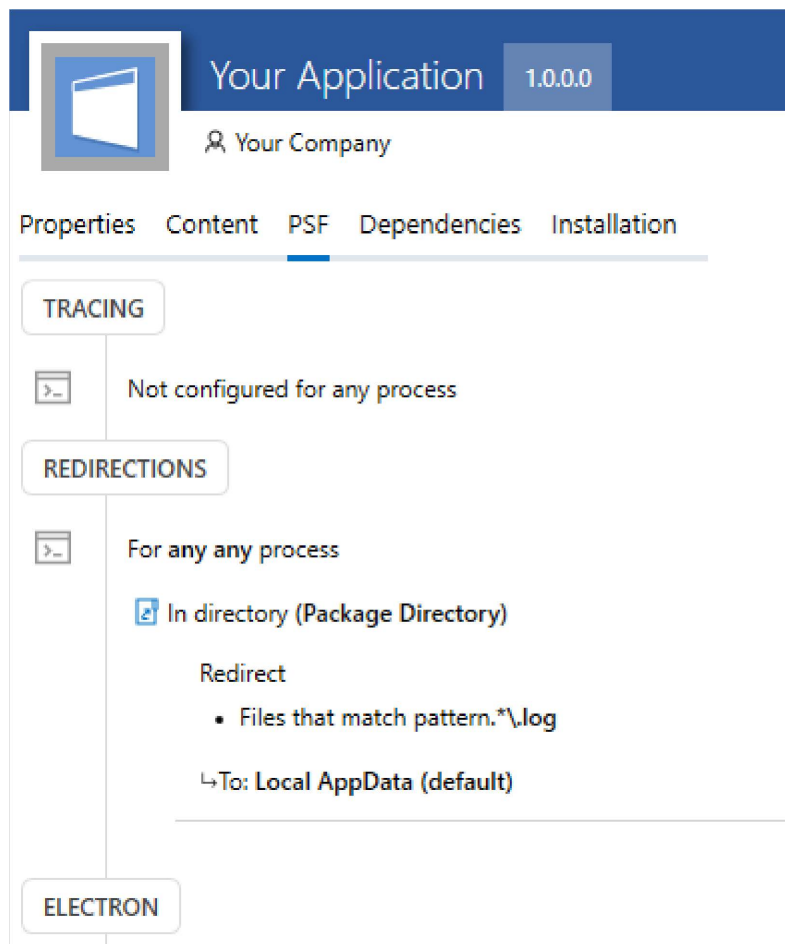 Your Application 1.0.0.0
Your Company
Properties Content PSF Dependencies Installation
TRACING
Not configured for any process
REDIRECTIONS
For any any process
In directory (Package Directory)
Redirect
• Files that match pattern.*\.log
↳To: Local AppData (default)
ELECTRON